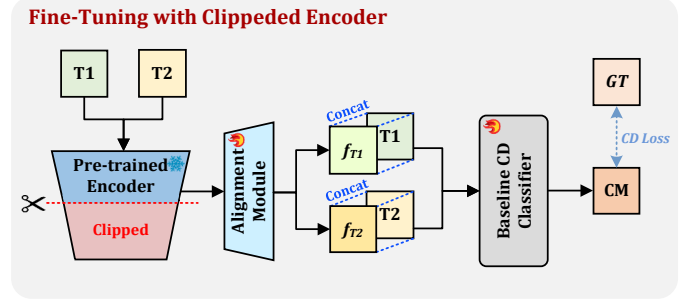 Fine-Tuning with Clippeded Encoder
T1
T2
Pre-trained
Encoder
Clipped
Alignment
Module
Concat
T1
fT1
Concat
T2
fT2
Baseline CD
Classifier
GT
CD Loss
CM